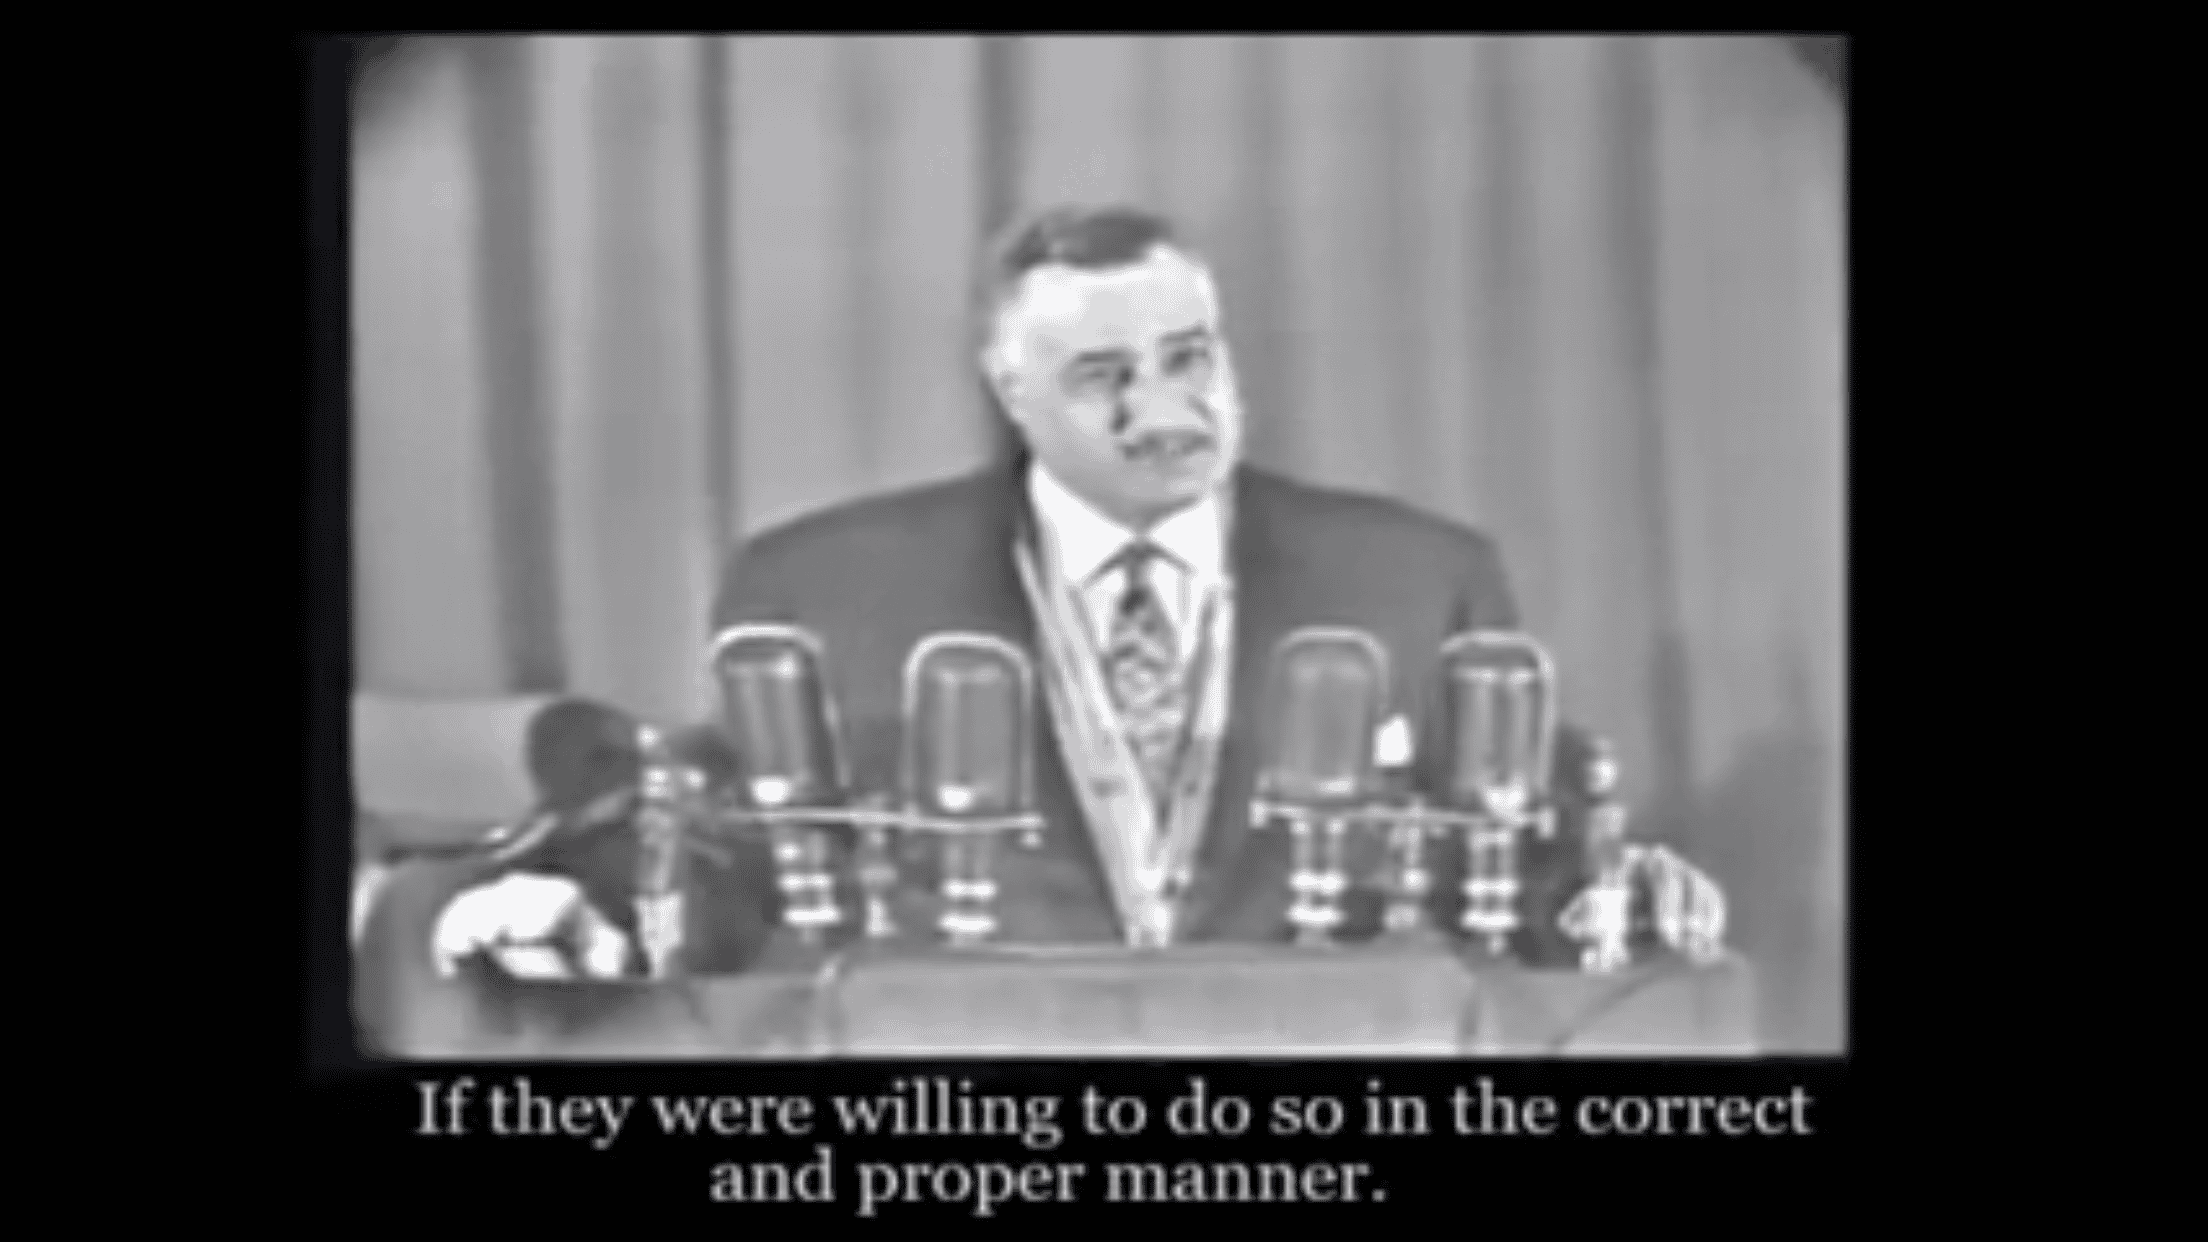 If they were willing to do so in the correct
and proper manner.